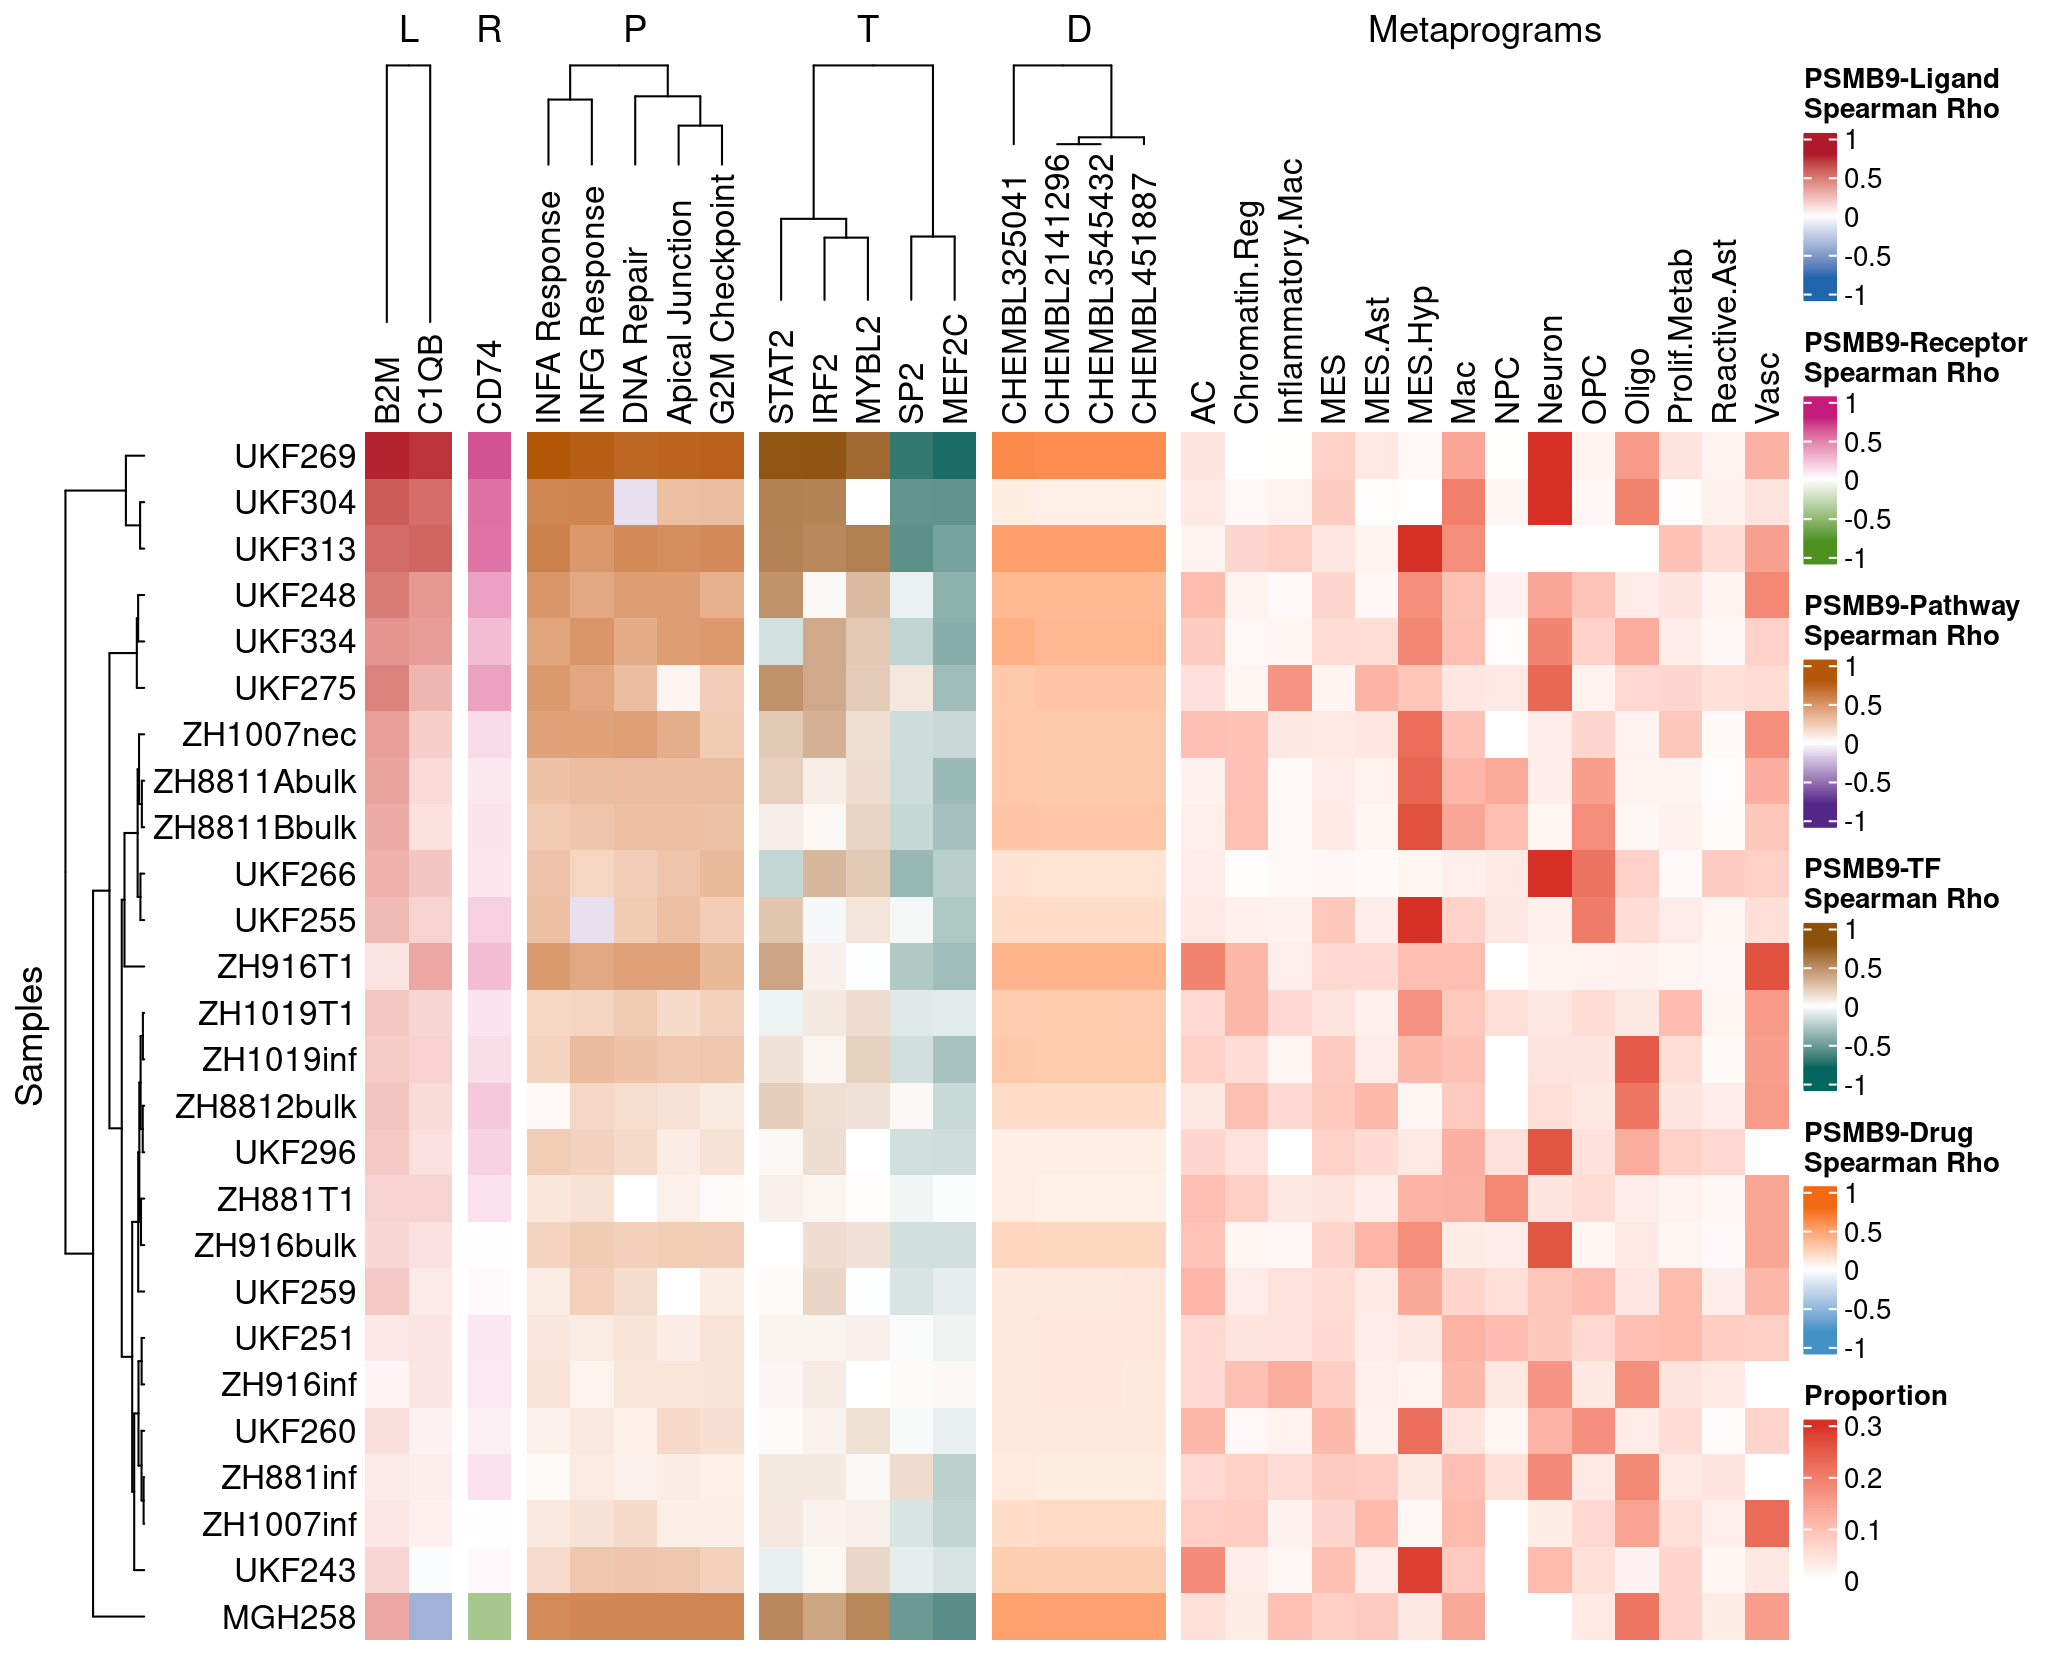 L R P T D Metaprograms
B2M
C1QB
CD74
INFA Response
INFG Response
DNA Repair
Apical Junction
G2M Checkpoint
STAT2
IRF2
MYBL2
SP2
MEF2C
CHEMBL325041
CHEMBL2141296
CHEMBL3545432
CHEMBL451887
AC
Chromatin.Reg
Inflammatory.Mac
MES
MES.Ast
MES.Hyp
Mac
NPC
Neuron
OPC
Oligo
Prolif.Metab
Reactive.Ast
Vasc
Samples
UKF269
UKF304
UKF313
UKF248
UKF334
UKF275
ZH1007nec
ZH8811Abulk
ZH8811Bbulk
UKF266
UKF255
ZH916T1
ZH1019T1
ZH1019inf
ZH8812bulk
UKF296
ZH881T1
ZH916bulk
UKF259
UKF251
ZH916inf
UKF260
ZH881inf
ZH1007inf
UKF243
MGH258
PSMB9-Ligand
Spearman Rho
1
0.5
0
-0.5
-1
PSMB9-Receptor
Spearman Rho
1
0.5
0
-0.5
-1
PSMB9-Pathway
Spearman Rho
1
0.5
0
-0.5
-1
PSMB9-TF
Spearman Rho
1
0.5
0
-0.5
-1
PSMB9-Drug
Spearman Rho
1
0.5
0
-0.5
-1
Proportion
0.3
0.2
0.1
0